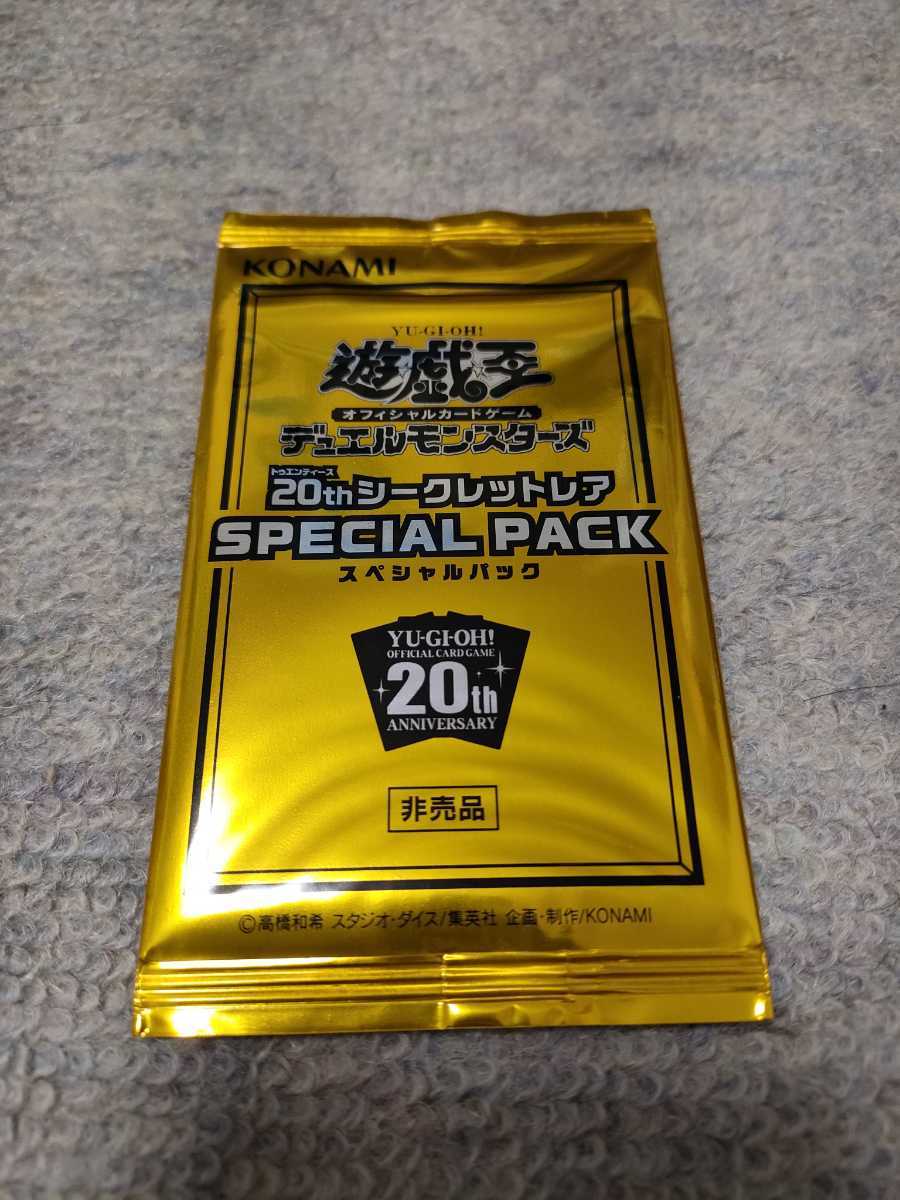 KONAMI
YU-GI-OH!
遊☆戯☆王
オフィシャルカードゲーム
デュエルモンスターズ
トゥエンティース
20thシークレットレア
SPECIAL PACK
スペシャルパック
YU-GI-OH!
OFFICIAL CARD GAME
20th
ANNIVERSARY
非売品
©高橋和希 スタジオ・ダイス/集英社 企画・制作/KONAMI